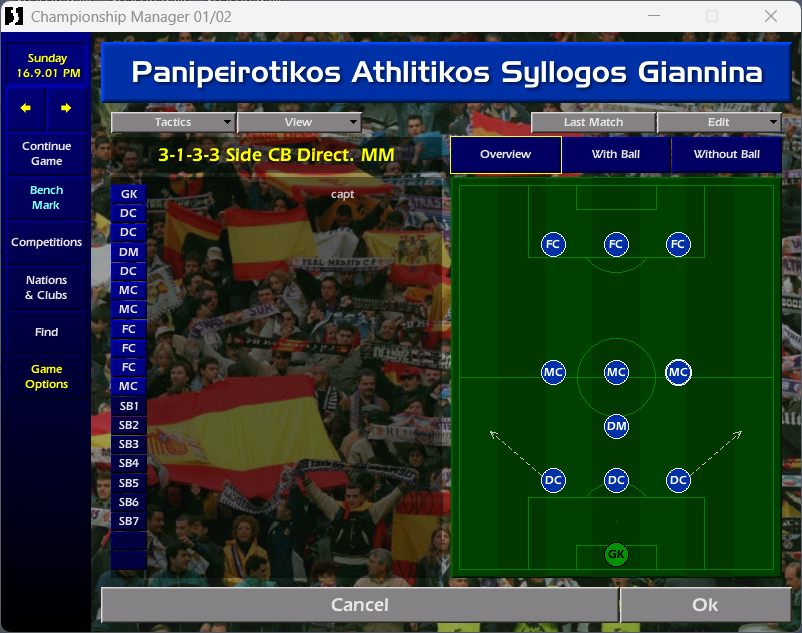 Championship Manager 01/02
Sunday
16.9.01 PM
Continue
Game
Bench
Mark
Competitions
Nations
& Clubs
Find
Game
Options
Panipeirotikos Athlitikos Syllogos Giannina
Tactics
View
Last Match
Edit
3-1-3-3 Side CB Direct. MM
Overview
With Ball
Without Ball
GK
capt
DC
DC
DM
DC
MC
MC
FC
FC
FC
MC
SB1
SB2
SB3
SB4
SB5
SB6
SB7
FC FC FC
MC MC MC
DM
DC DC DC
GK
REAL MADRID
Cancel
Ok